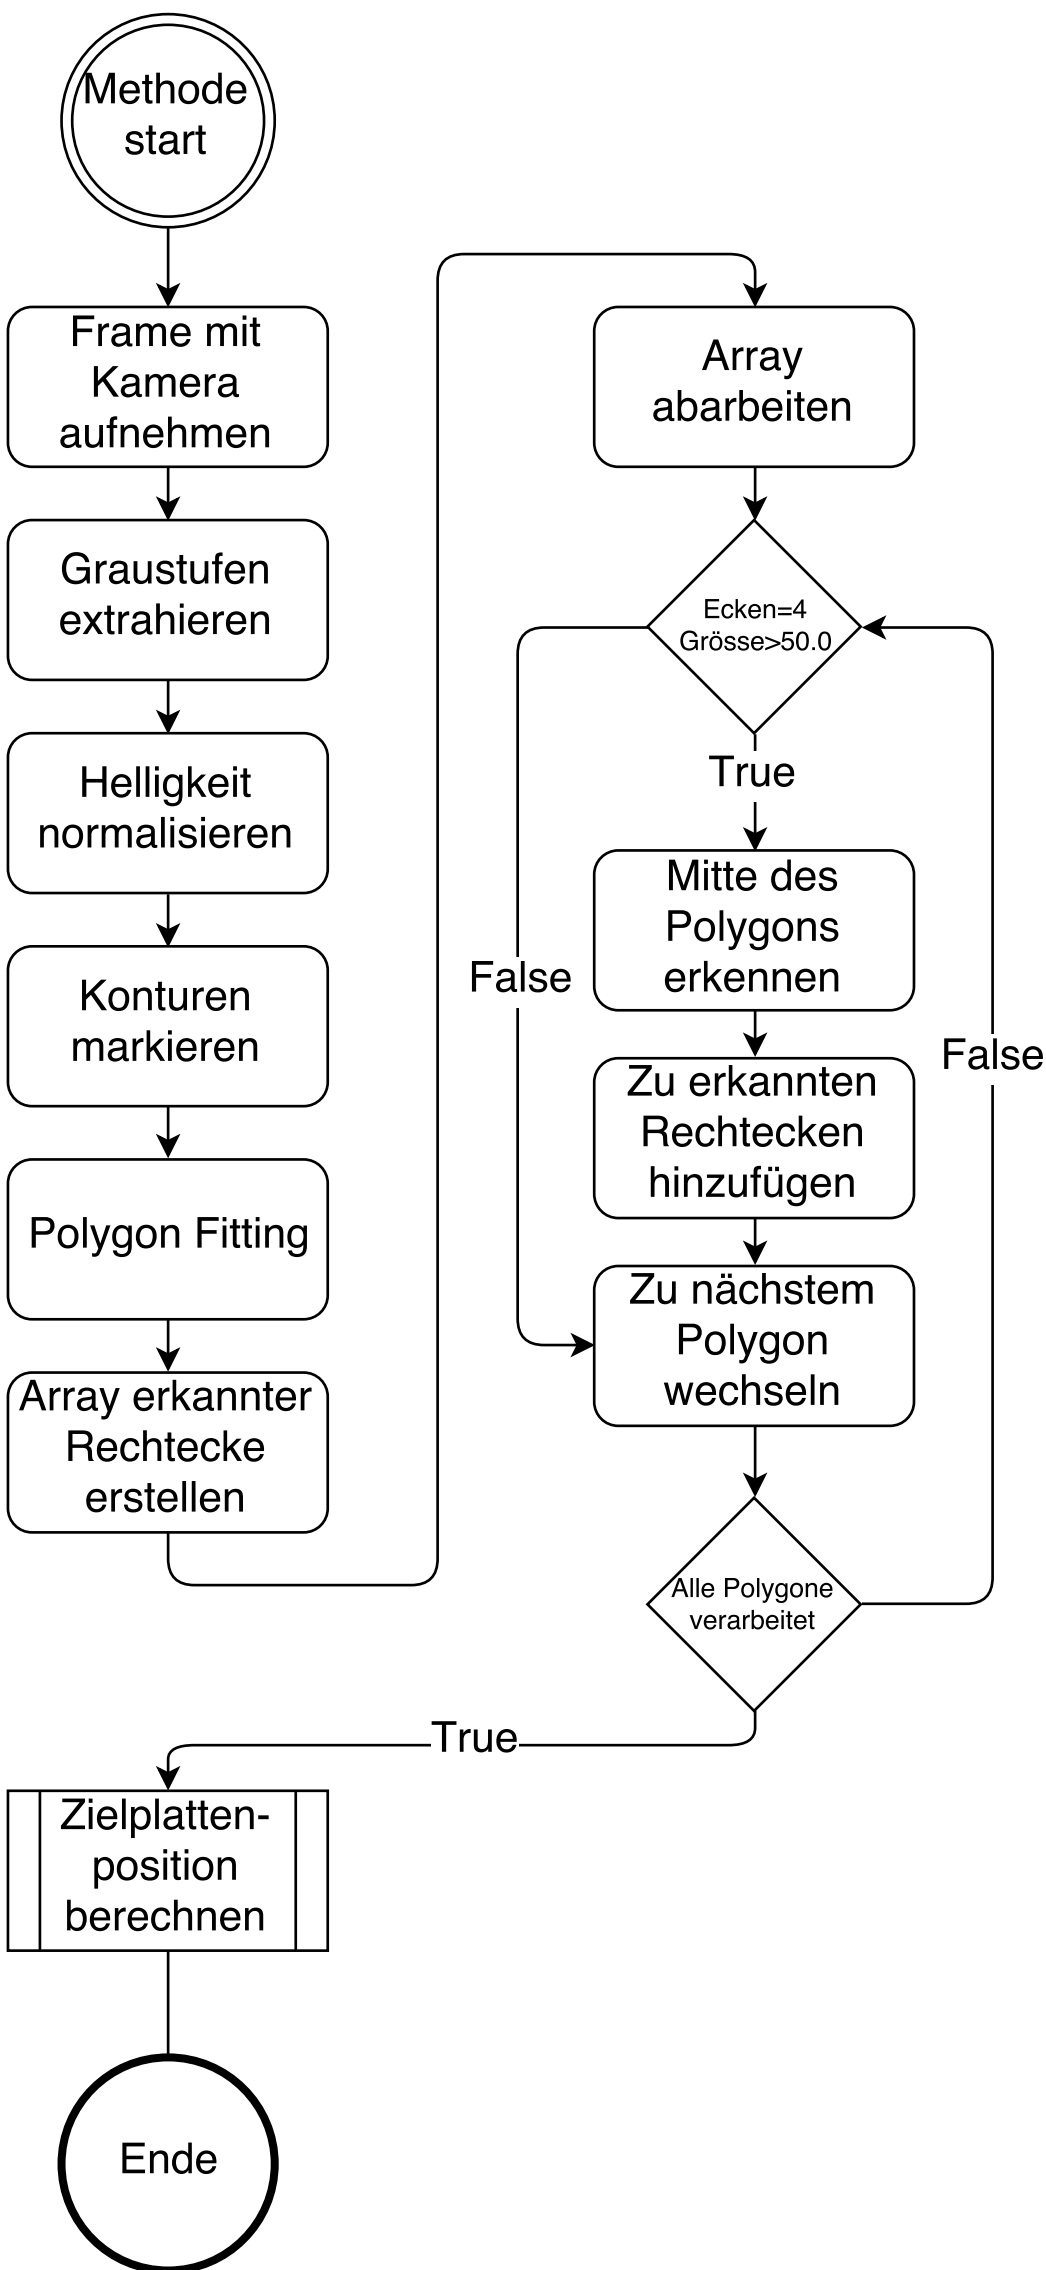 Methode
start
Frame mit
Kamera
aufnehmen
Graustufen
extrahieren
Helligkeit
normalisieren
Konturen
markieren
Polygon Fitting
Array erkannter
Rechtecke
erstellen
Array
abarbeiten
Ecken=4
Grösse>50.0
True
False
Mitte des
Polygons
erkennen
Zu erkannten
Rechtecken
hinzufügen
Zu nächstem
Polygon
wechseln
False
Alle Polygone
verarbeitet
True
Zielplatten-
position
berechnen
Ende